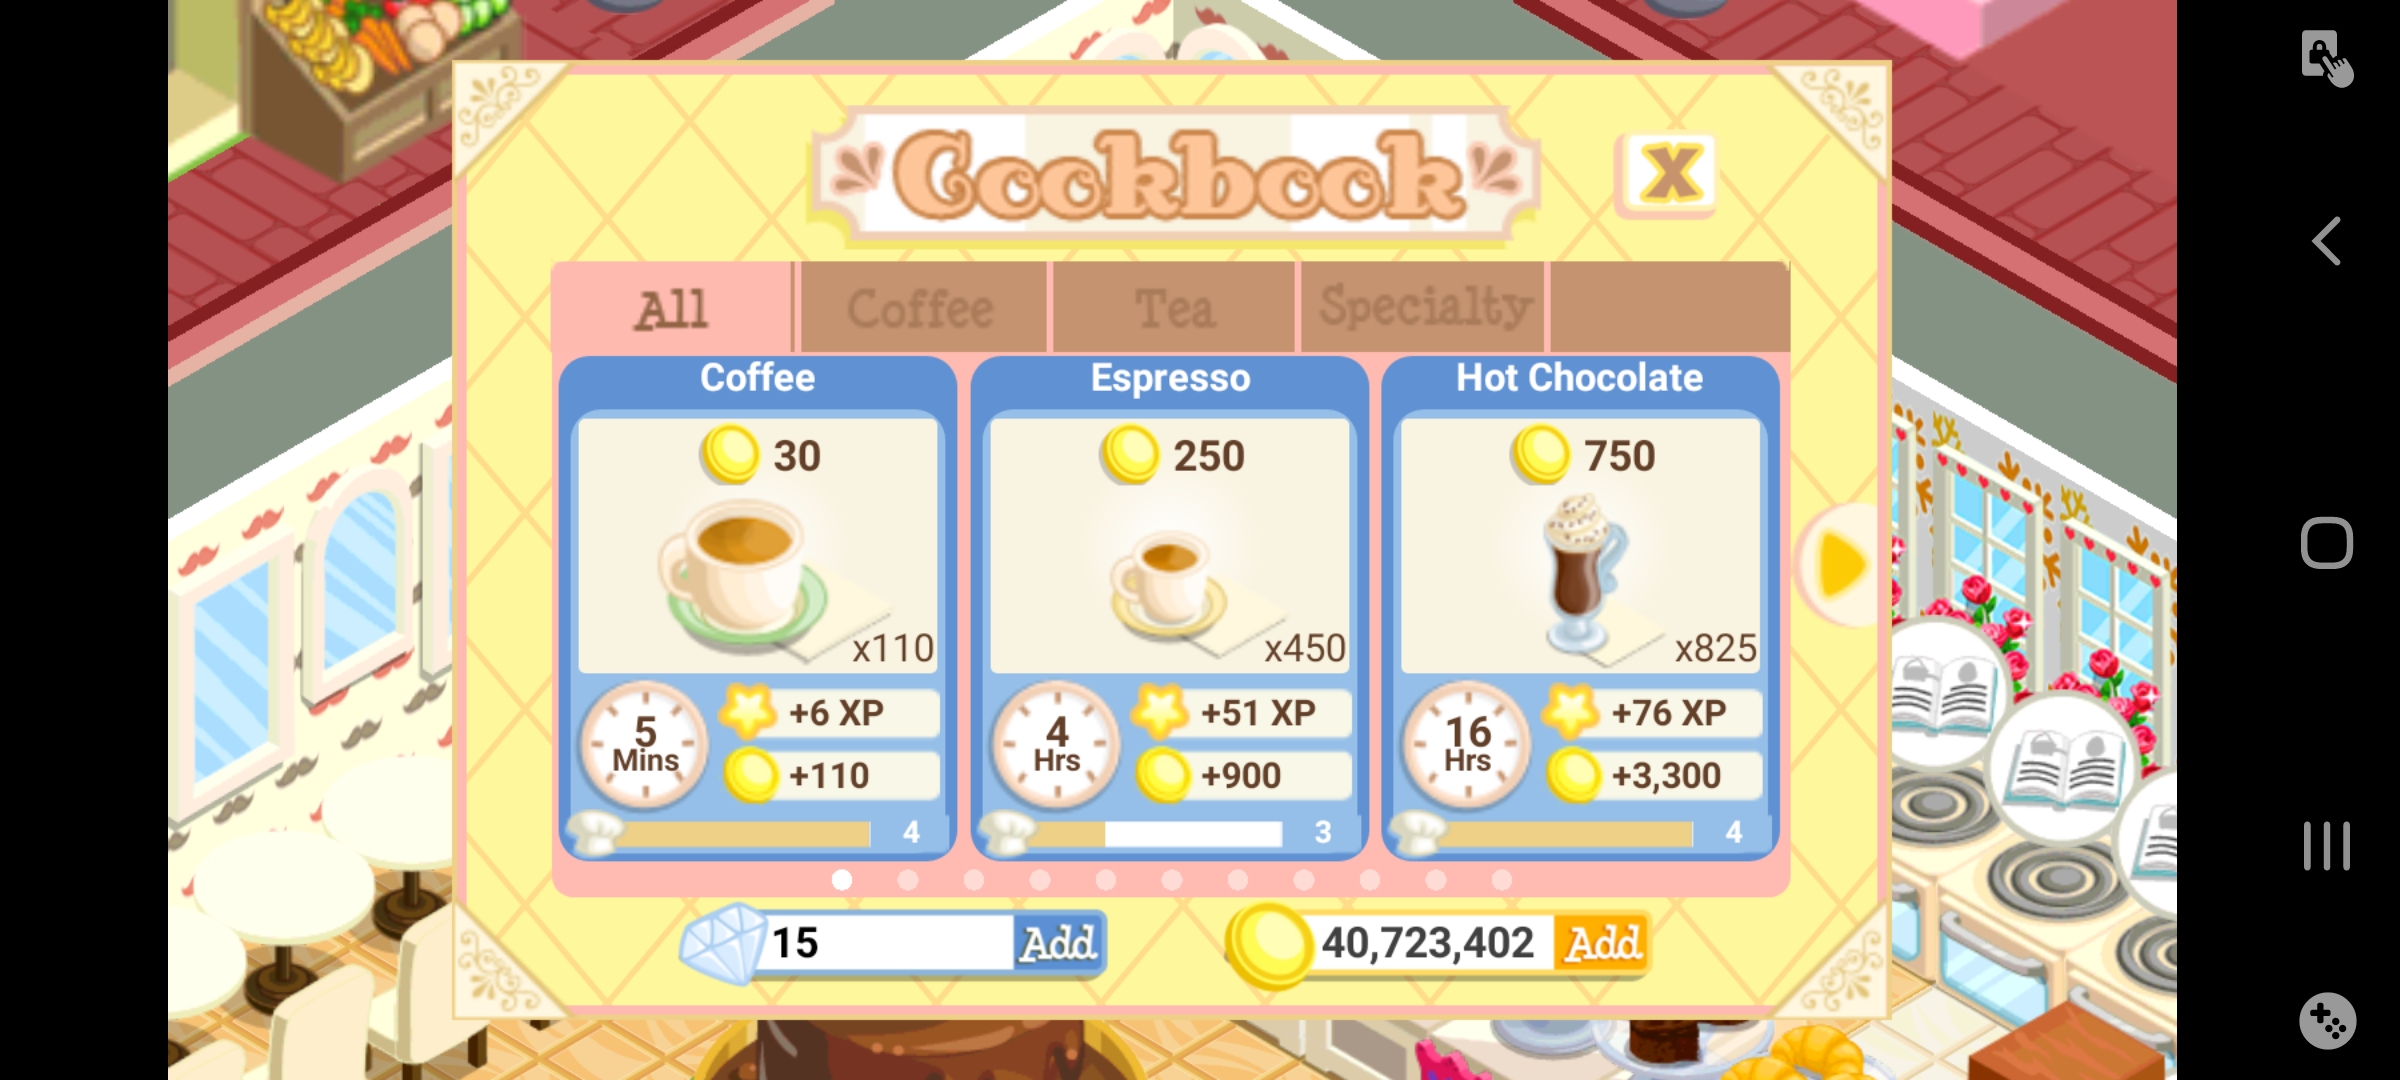 Cookbook
X
All Coffee Tea Specialty
Coffee
30
x110
5 Mins
+6 XP
+110
4
Espresso
250
x450
4 Hrs
+51 XP
+900
3
Hot Chocolate
750
x825
16 Hrs
+76 XP
+3,300
4
15 Add
40,723,402 Add